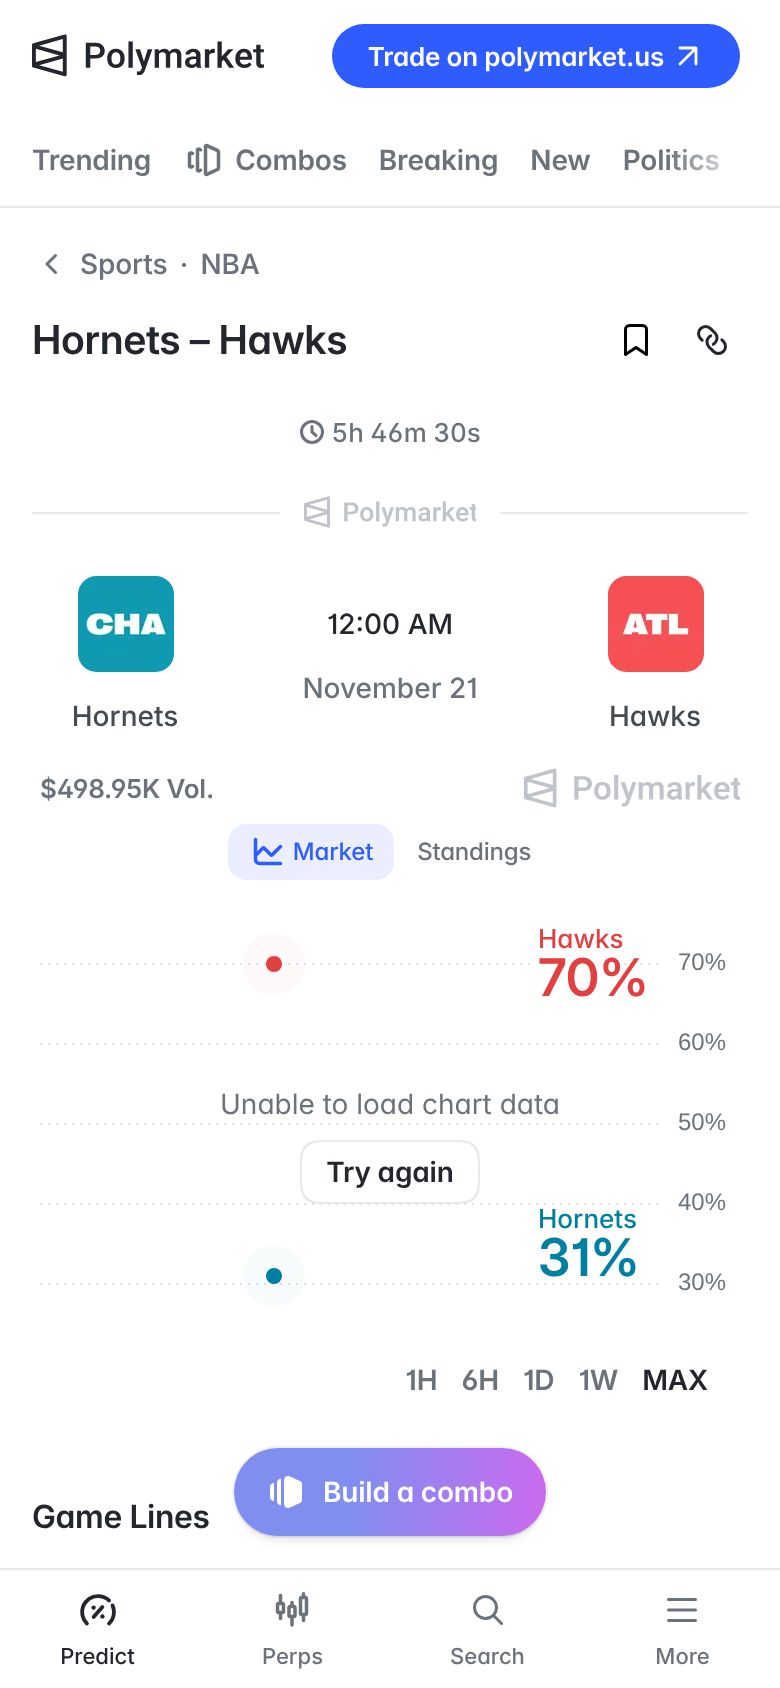 Polymarket
Trade on polymarket.us
Trending Combos Breaking New Politics
Sports · NBA
Hornets – Hawks
5h 46m 30s
Polymarket
CHA
12:00 AM
ATL
November 21
Hornets
Hawks
$498.95K Vol.
Polymarket
Market Standings
Hawks
70%
70%
60%
Unable to load chart data
50%
Try again
40%
Hornets
31%
30%
1H 6H 1D 1W MAX
Build a combo
Game Lines
Predict Perps Search More